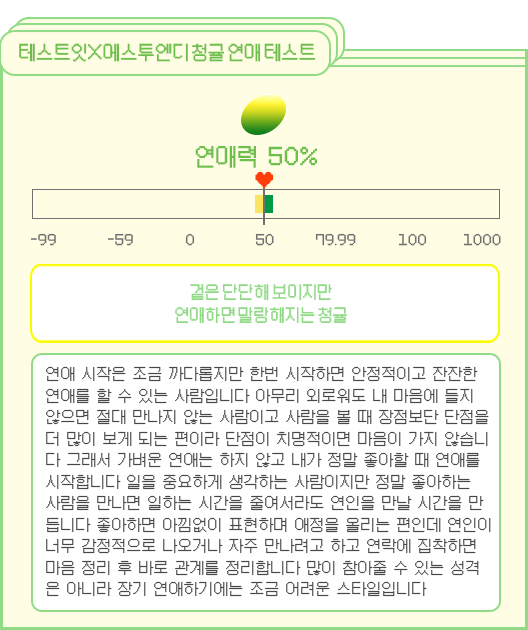 테스트잇X메스투엔디 청귤 연애 테스트
연애력 50%
-99 -59 0 50 79.99 100 1000
겉은 단단해 보이지만
연애하면 말랑해지는 청귤
연애 시작은 조금 까다롭지만 한번 시작하면 안정적이고 잔잔한
연애를 할 수 있는 사람입니다 아무리 외로워도 내 마음에 들지
않으면 절대 만나지 않는 사람이고 사람을 볼 때 장점보단 단점을
더 많이 보게 되는 편이라 단점이 치명적이면 마음이 가지 않습니
다 그래서 가벼운 연애는 하지 않고 내가 정말 좋아할 때 연애를
시작합니다 일을 중요하게 생각하는 사람이지만 정말 좋아하는
사람을 만나면 일하는 시간을 줄여서라도 연인을 만날 시간을 만
듭니다 좋아하면 아낌없이 표현하며 애정을 올리는 편인데 연인이
너무 감정적으로 나오거나 자주 만나려고 하고 연락에 집착하면
마음 정리 후 바로 관계를 정리합니다 많이 참아줄 수 있는 성격
은 아니라 장기 연애하기에는 조금 어려운 스타일입니다